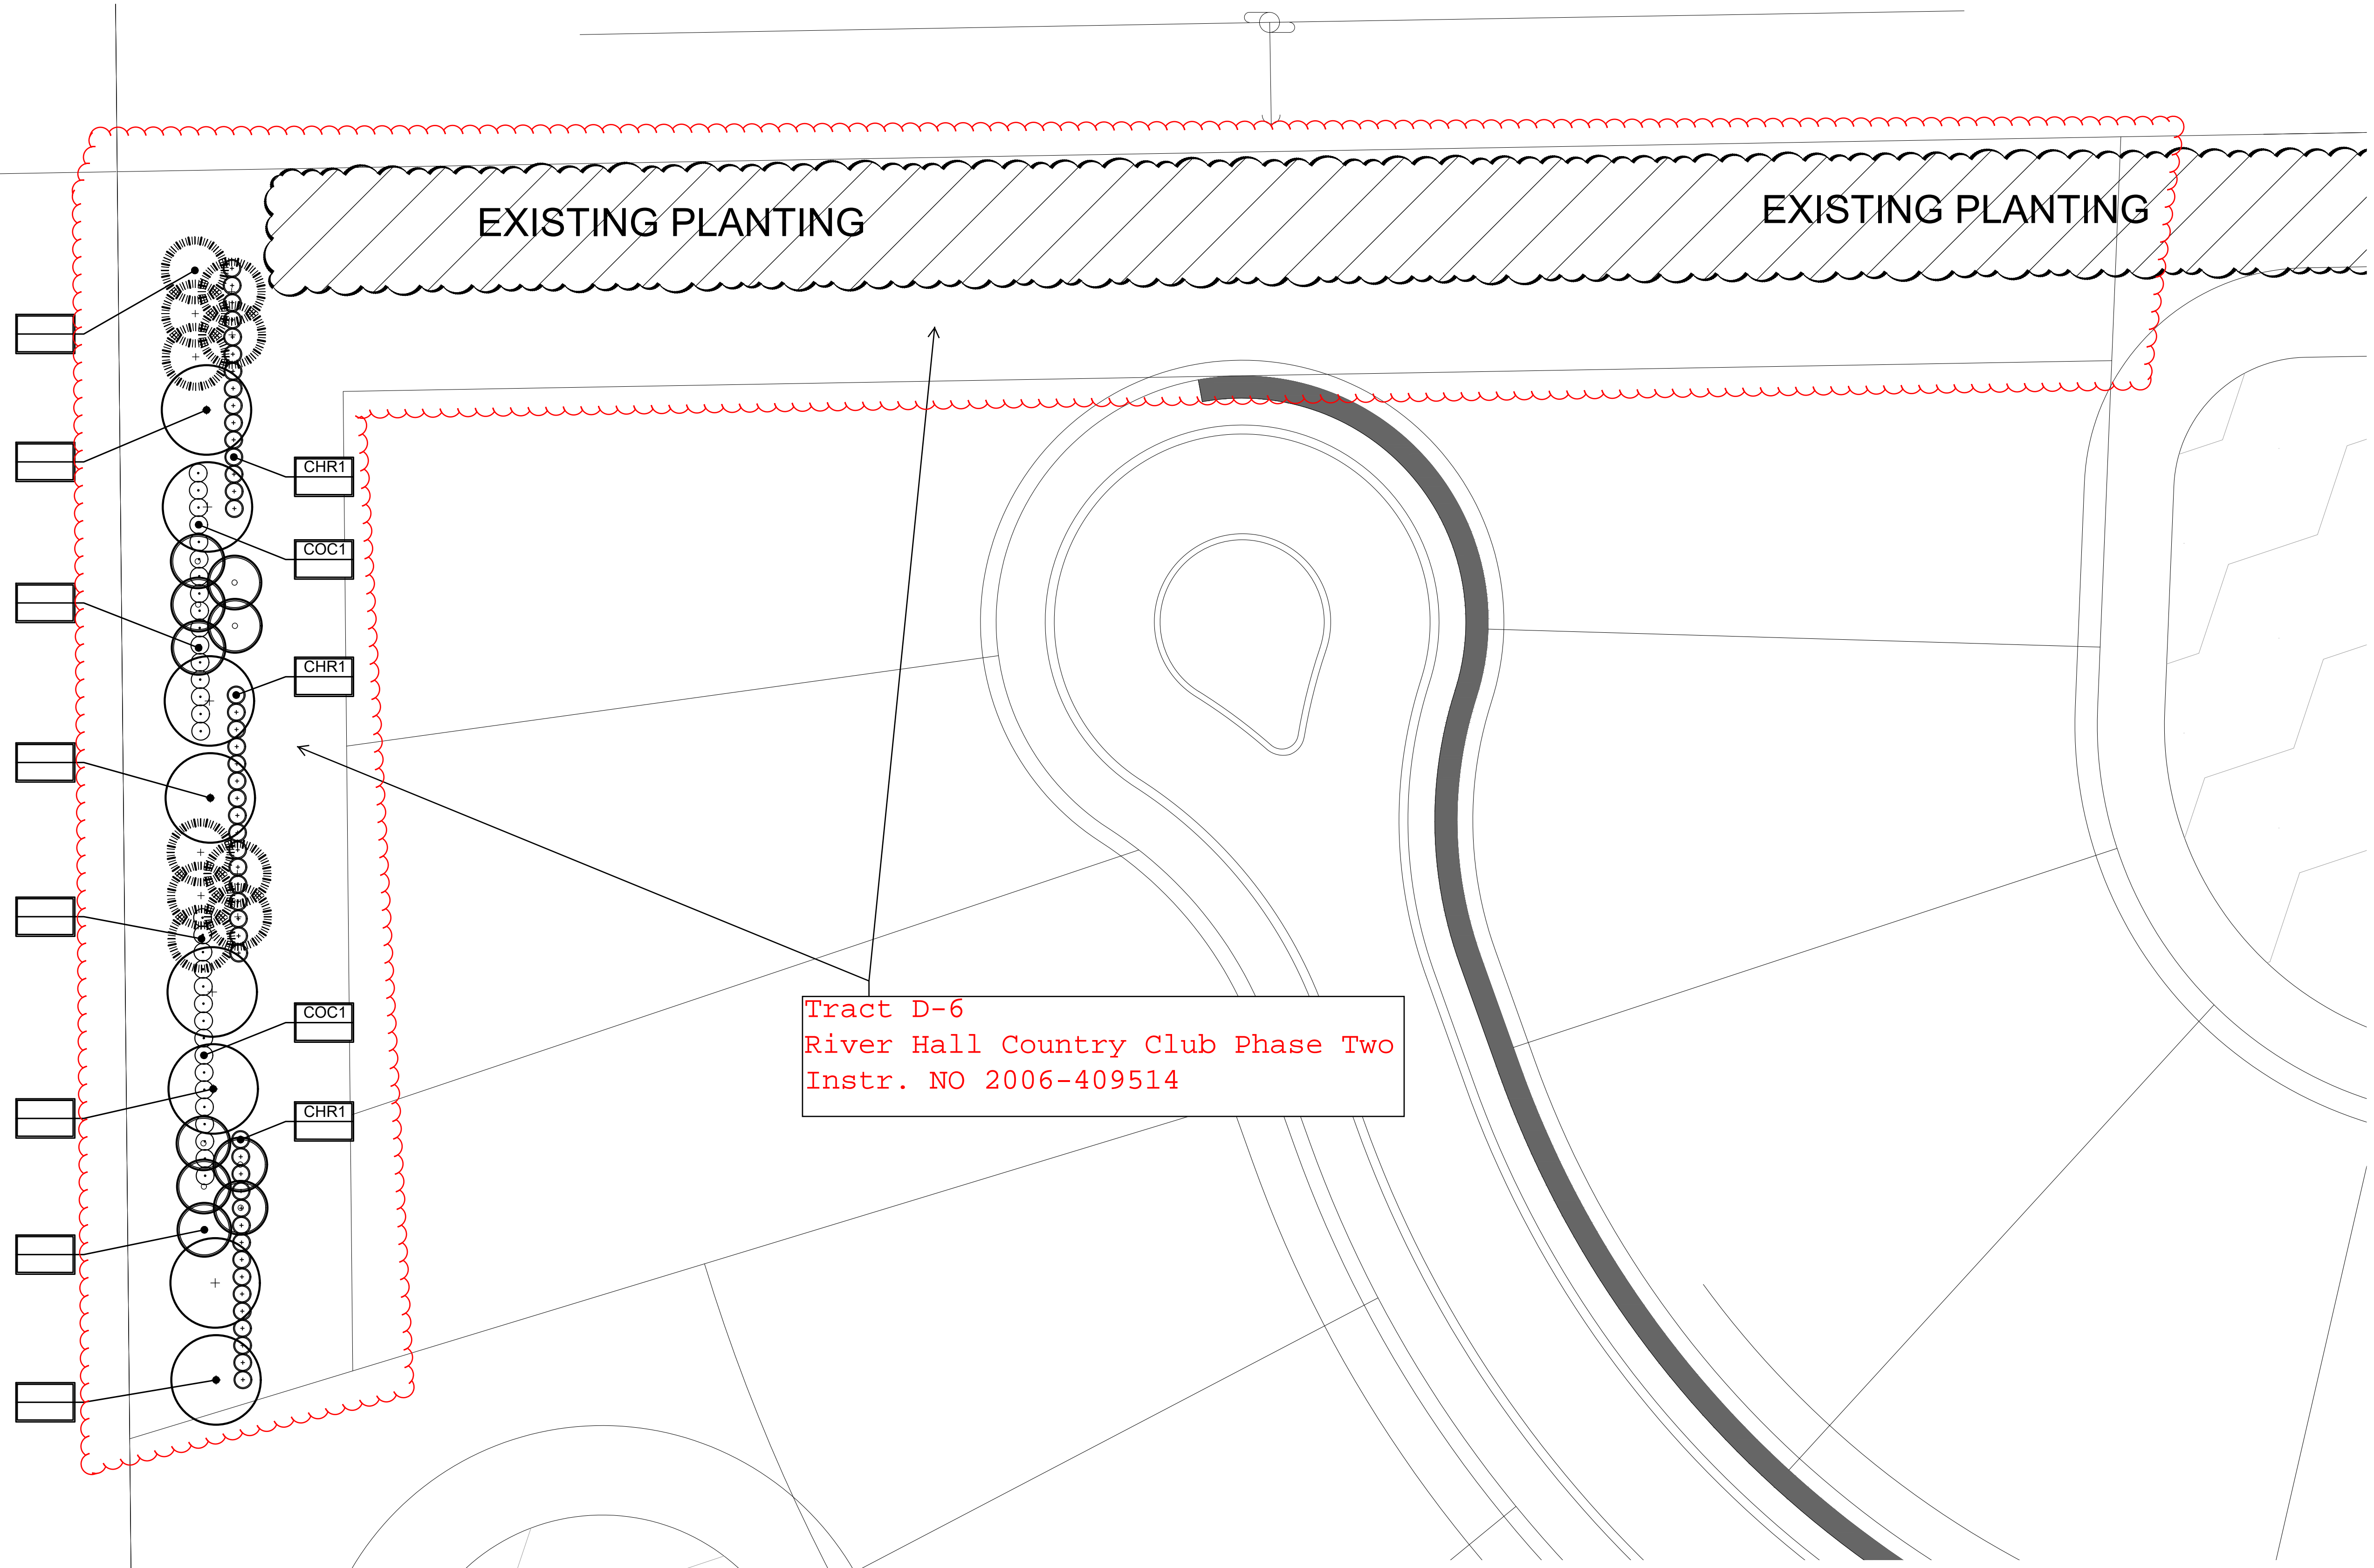 EXISTING PLANTING
EXISTING PLANTING
CHR1
COC1
CHR1
Tract D-6
River Hall Country Club Phase Two
Instr. NO 2006-409514
COC1
CHR1